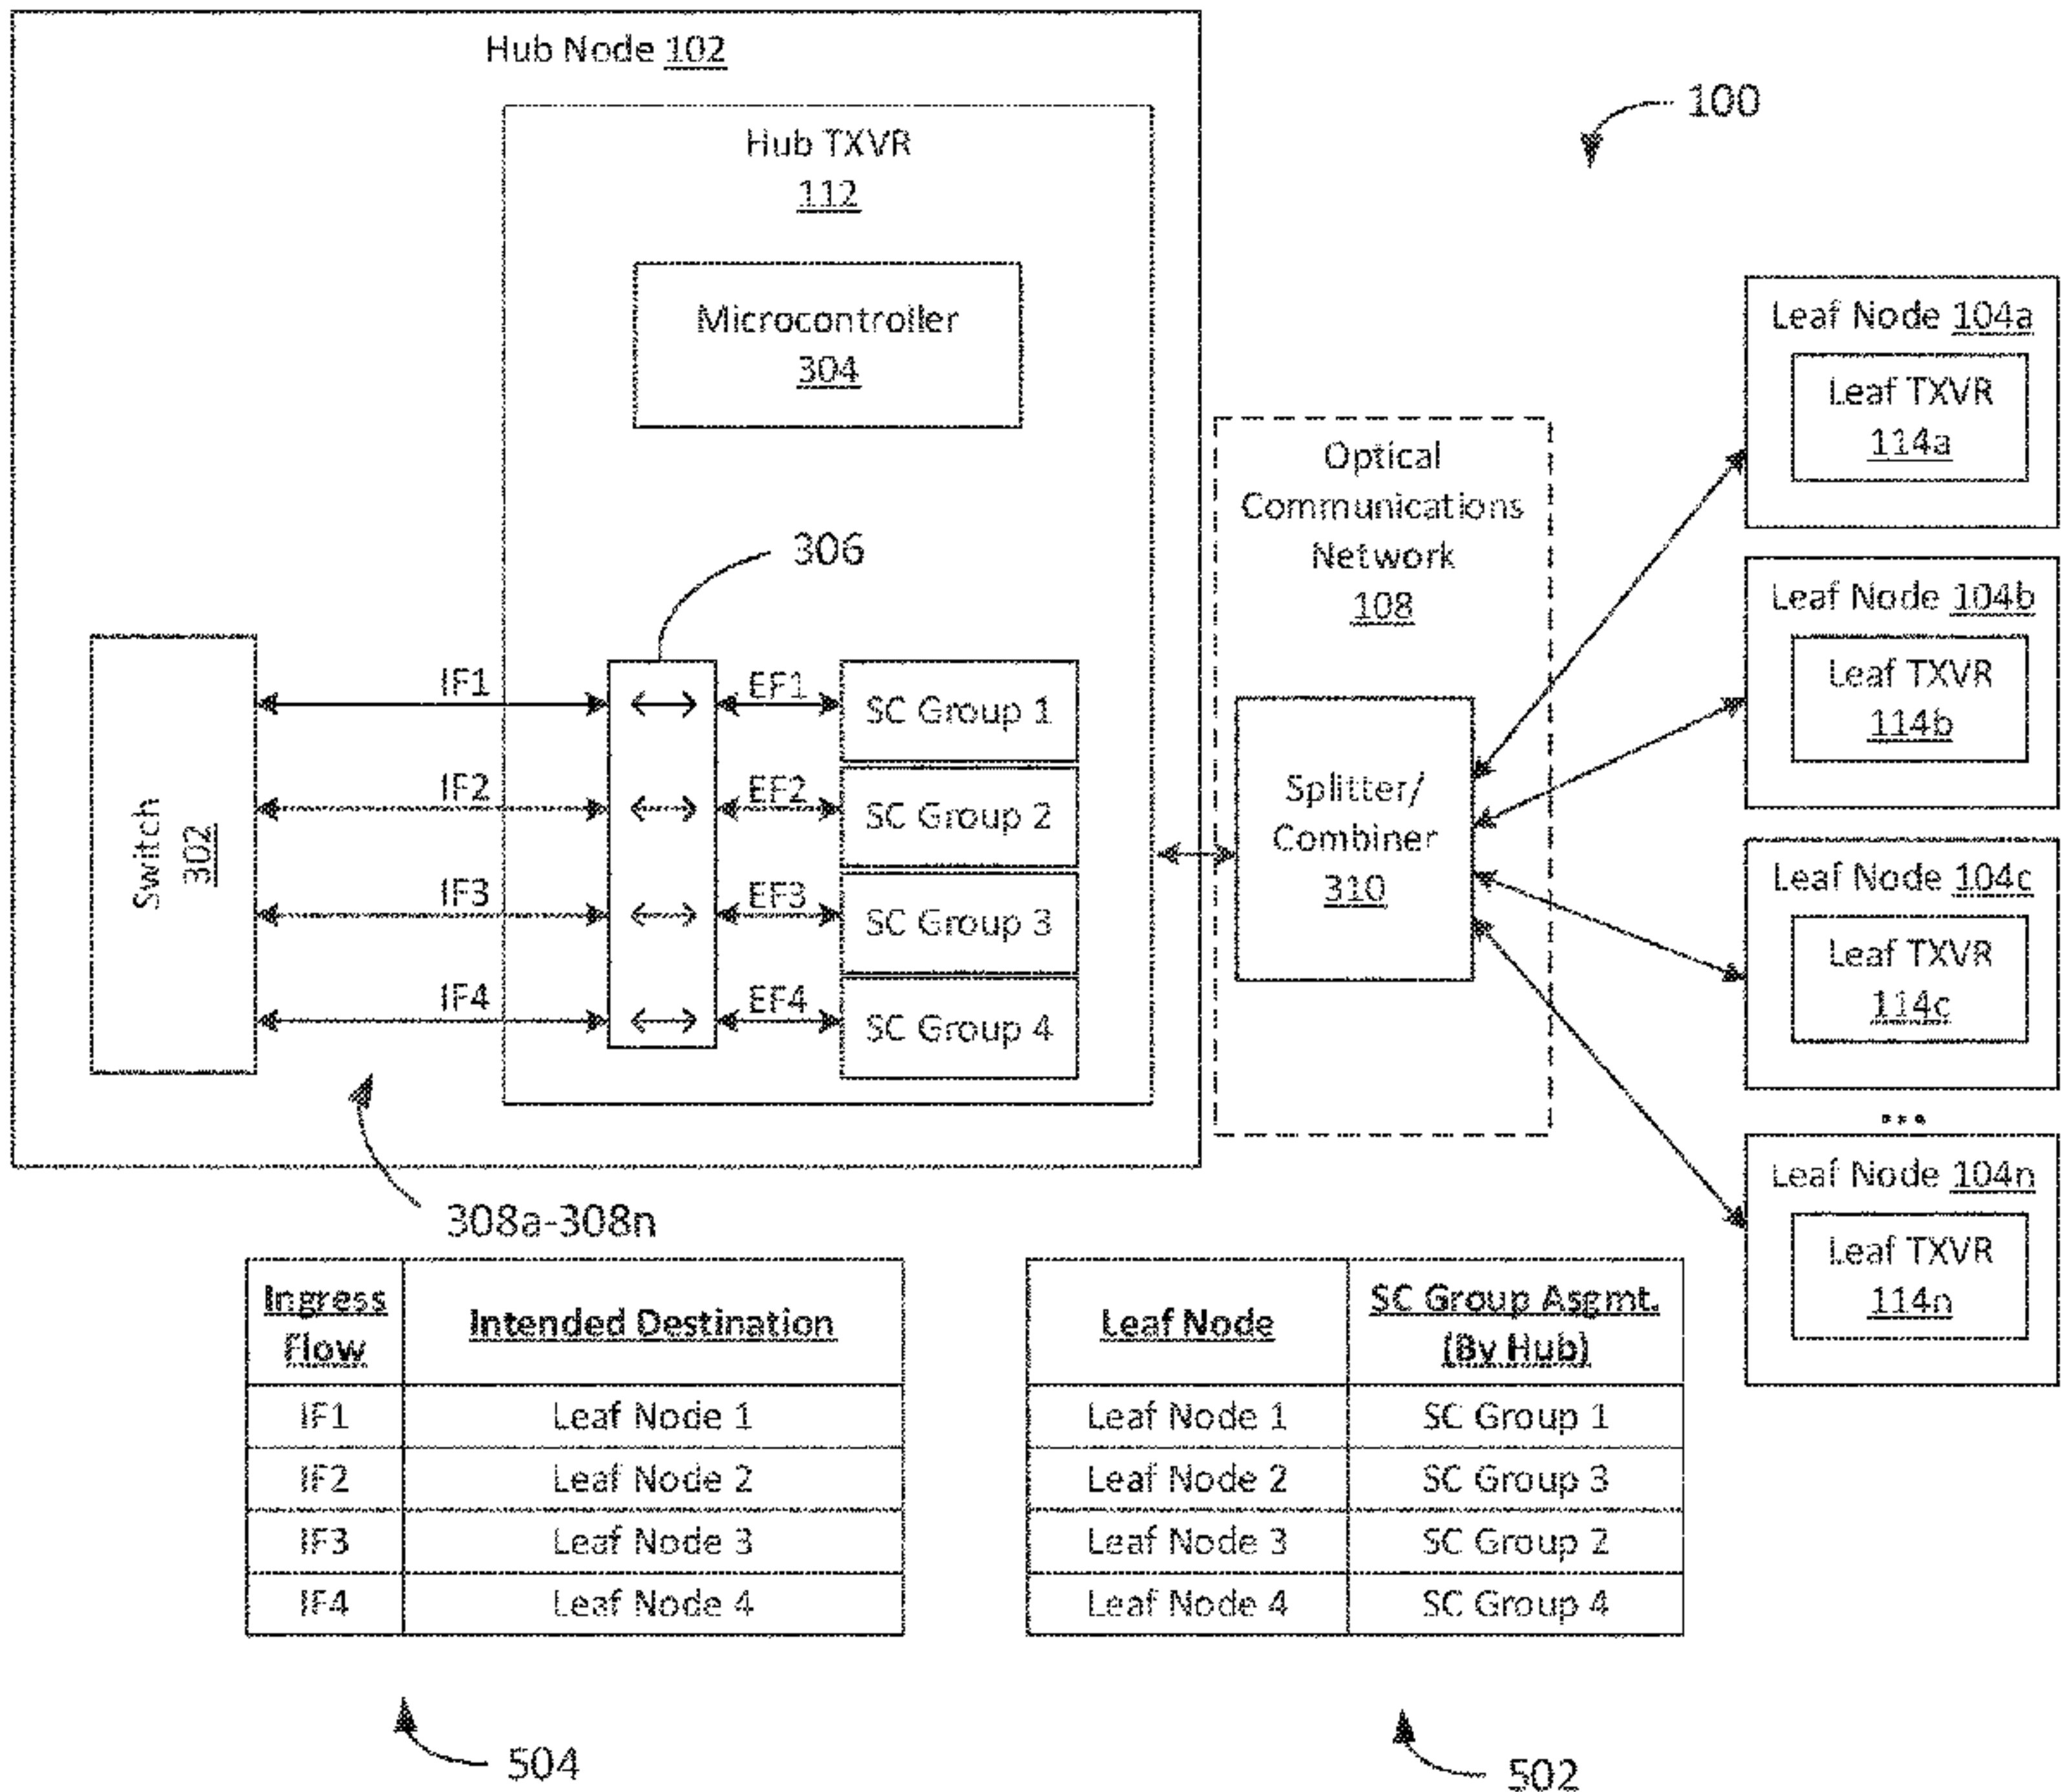 Hub Node 102
100
Hub TXVR
112
Microcontroller
304
306
Switch
302
IF1
IF2
IF3
IF4
EF1
EF2
EF3
EF4
SC Group 1
SC Group 2
SC Group 3
SC Group 4
308a-308n
Optical
Communications
Network
108
Splitter/
Combiner
310
Leaf Node 104a
Leaf TXVR
114a
Leaf Node 104b
Leaf TXVR
114b
Leaf Node 104c
Leaf TXVR
114c
...
Leaf Node 104n
Leaf TXVR
114n
Ingress
Flow
Intended Destination
IF1 Leaf Node 1
IF2 Leaf Node 2
IF3 Leaf Node 3
IF4 Leaf Node 4
504
Leaf Node
SC Group Asgmt.
(By Hub)
Leaf Node 1 SC Group 1
Leaf Node 2 SC Group 3
Leaf Node 3 SC Group 2
Leaf Node 4 SC Group 4
502